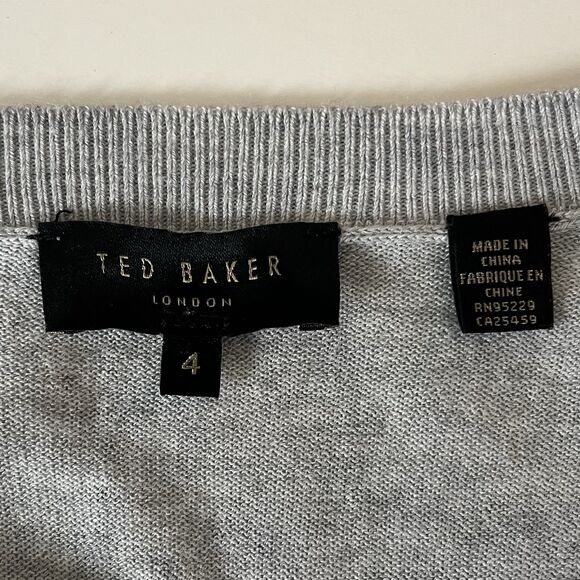 TED BAKER
LONDON
4
MADE IN
CHINA
FABRIQUE EN
CHINE
RN95229
CA25459